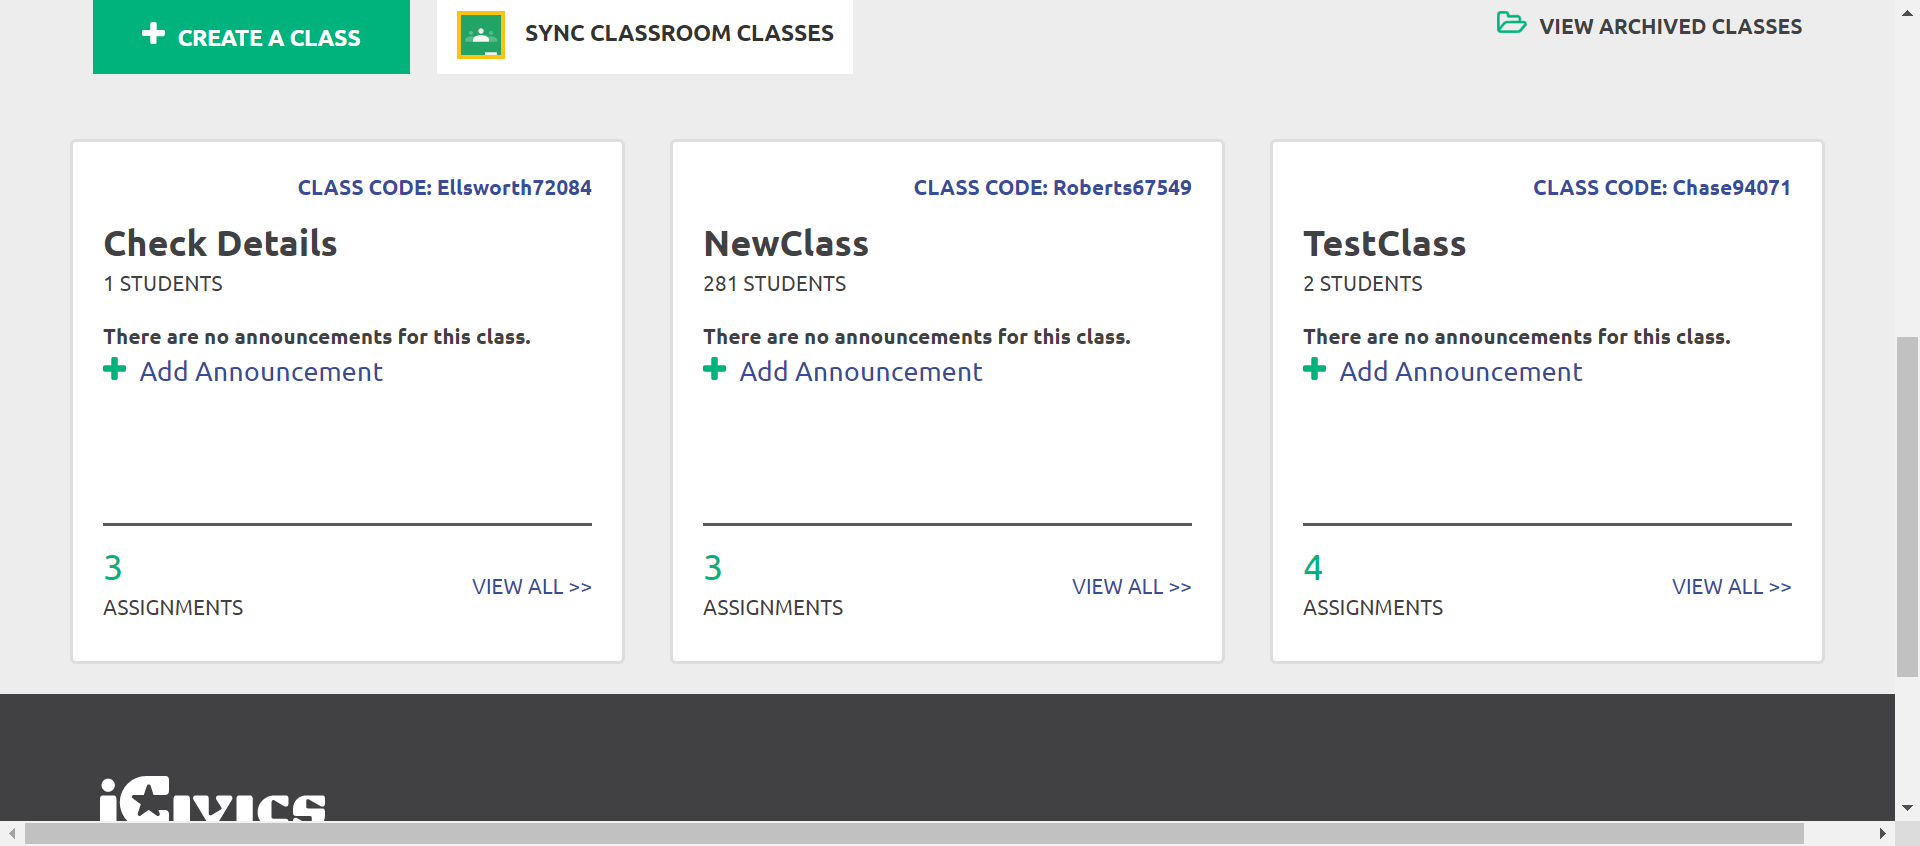 CREATE A CLASS
SYNC CLASSROOM CLASSES
VIEW ARCHIVED CLASSES
CLASS CODE: Ellsworth72084
Check Details
1 STUDENTS
There are no announcements for this class.
Add Announcement
3
ASSIGNMENTS
VIEW ALL >>
CLASS CODE: Roberts67549
NewClass
281 STUDENTS
There are no announcements for this class.
Add Announcement
3
ASSIGNMENTS
VIEW ALL >>
CLASS CODE: Chase94071
TestClass
2 STUDENTS
There are no announcements for this class.
Add Announcement
4
ASSIGNMENTS
VIEW ALL >>
iCivics